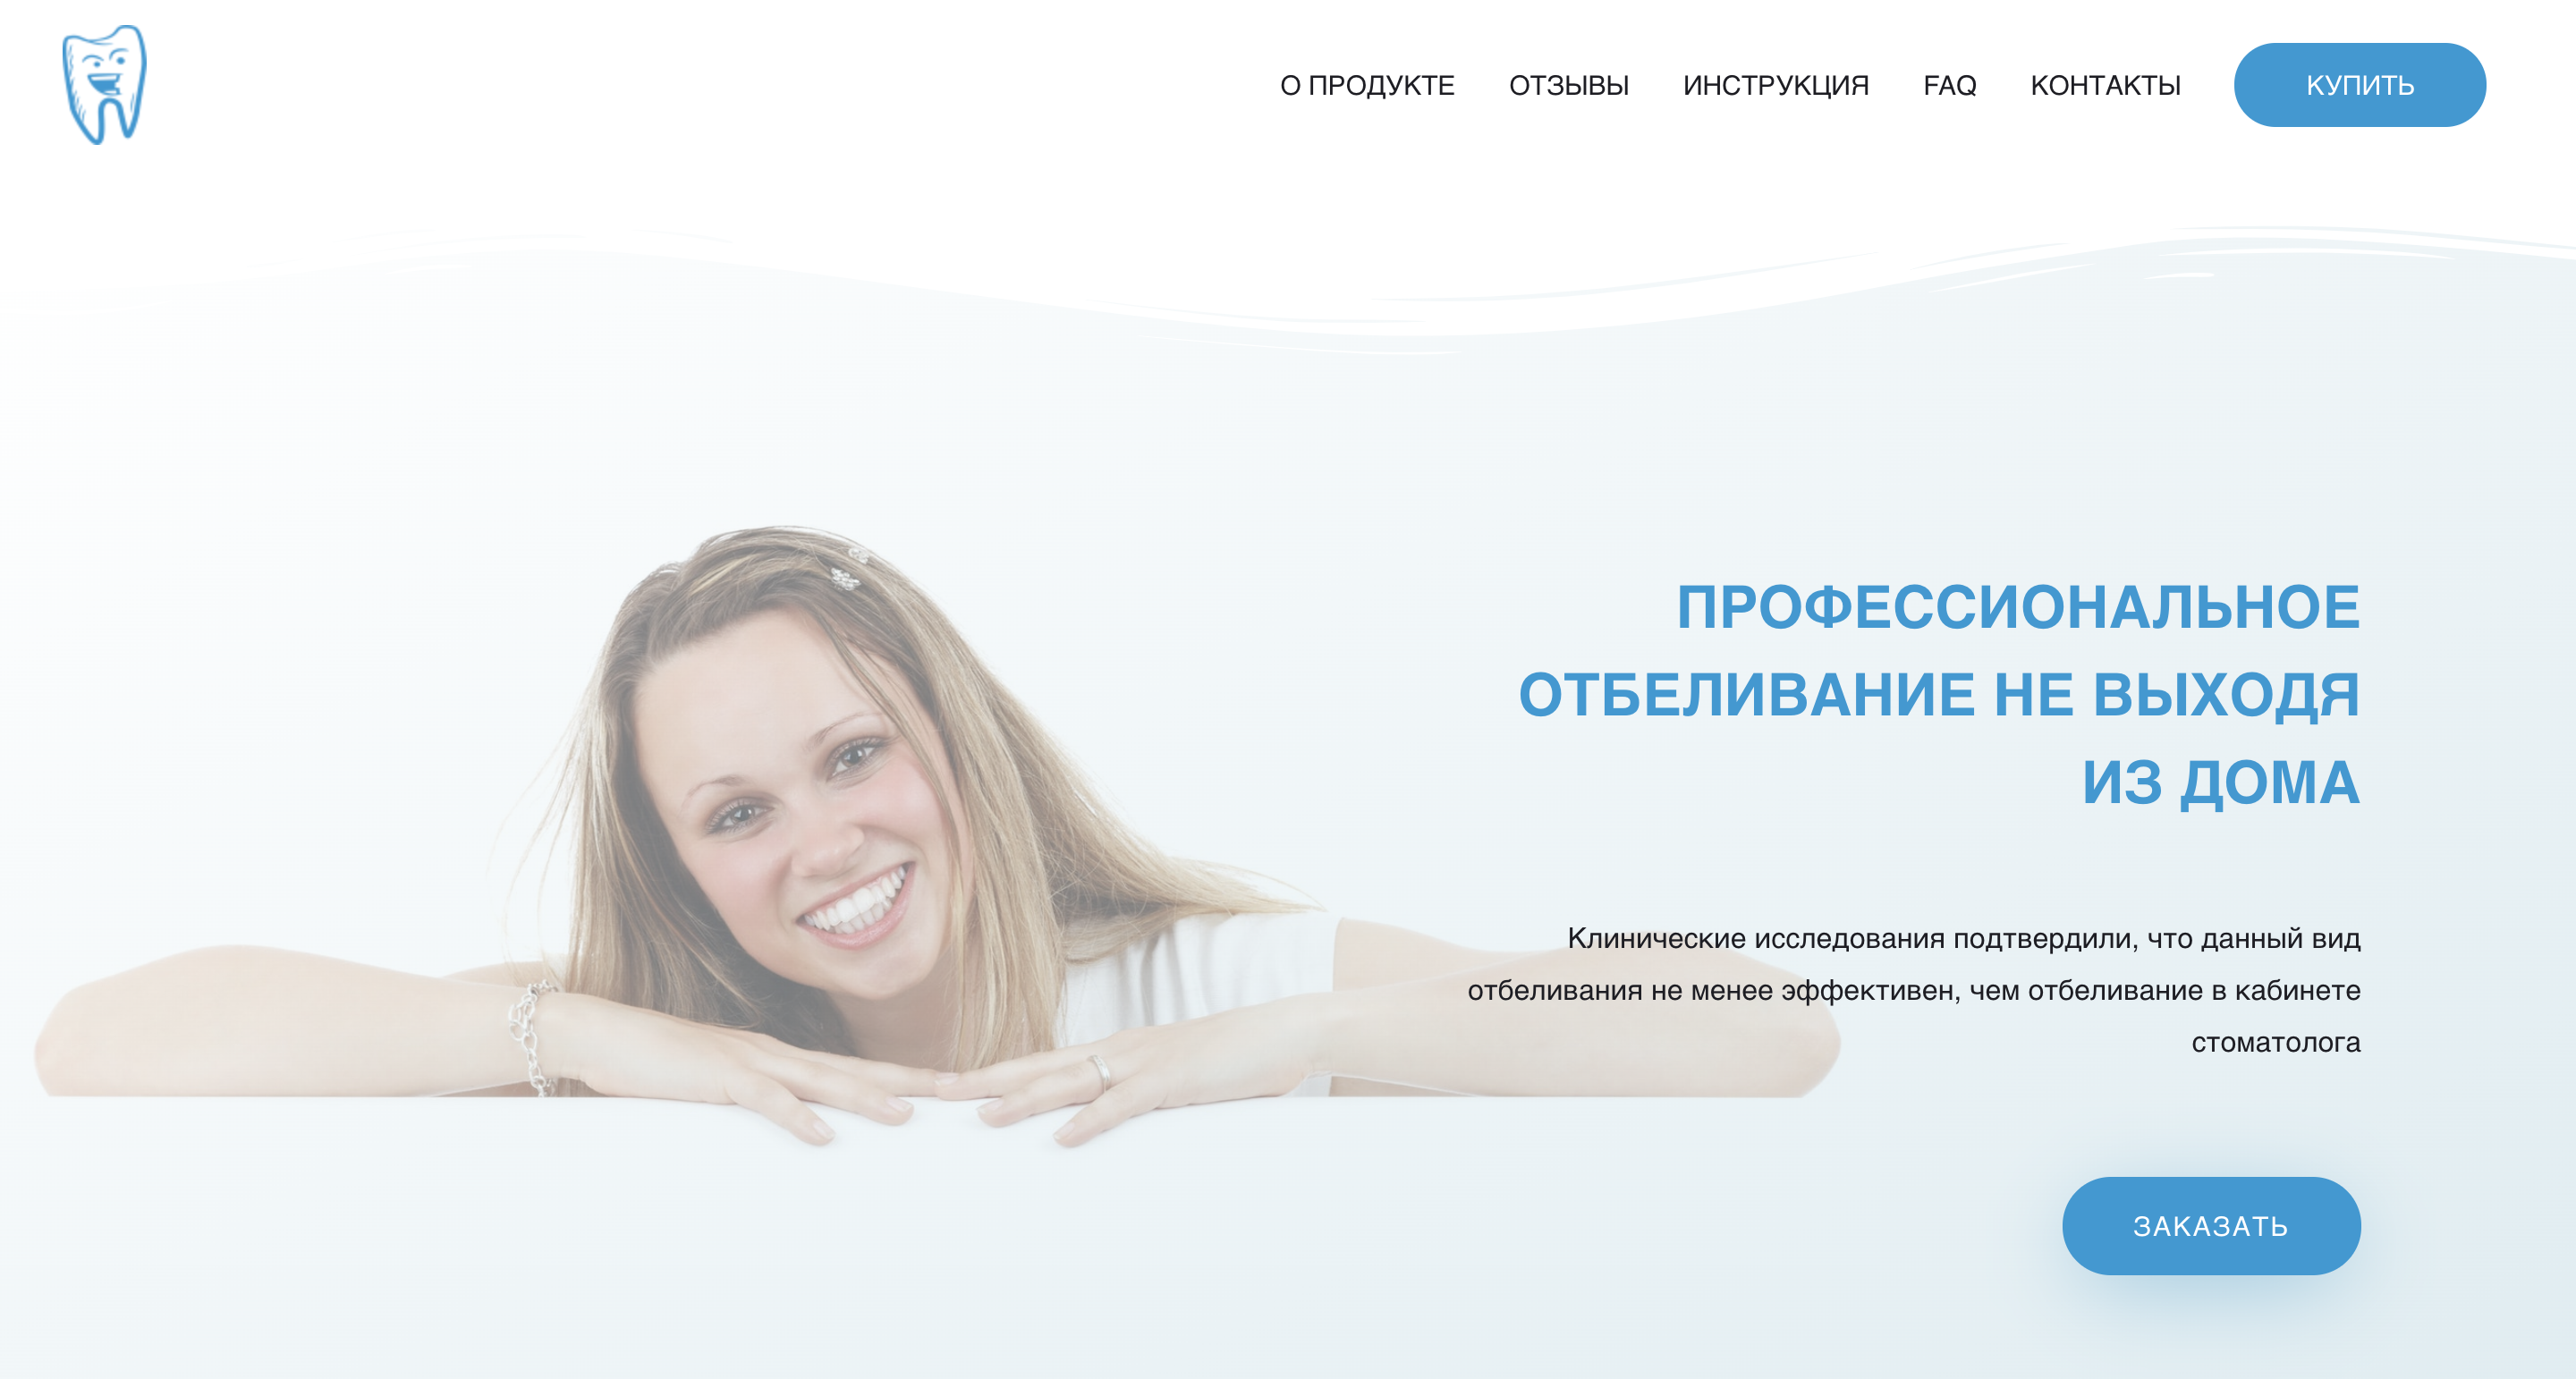 О ПРОДУКТЕ ОТЗЫВЫ ИНСТРУКЦИЯ FAQ КОНТАКТЫ КУПИТЬ
ПРОФЕССИОНАЛЬНОЕ
ОТБЕЛИВАНИЕ НЕ ВЫХОДЯ
ИЗ ДОМА
Клинические исследования подтвердили, что данный вид
отбеливания не менее эффективен, чем отбеливание в кабинете
стоматолога
ЗАКАЗАТЬ